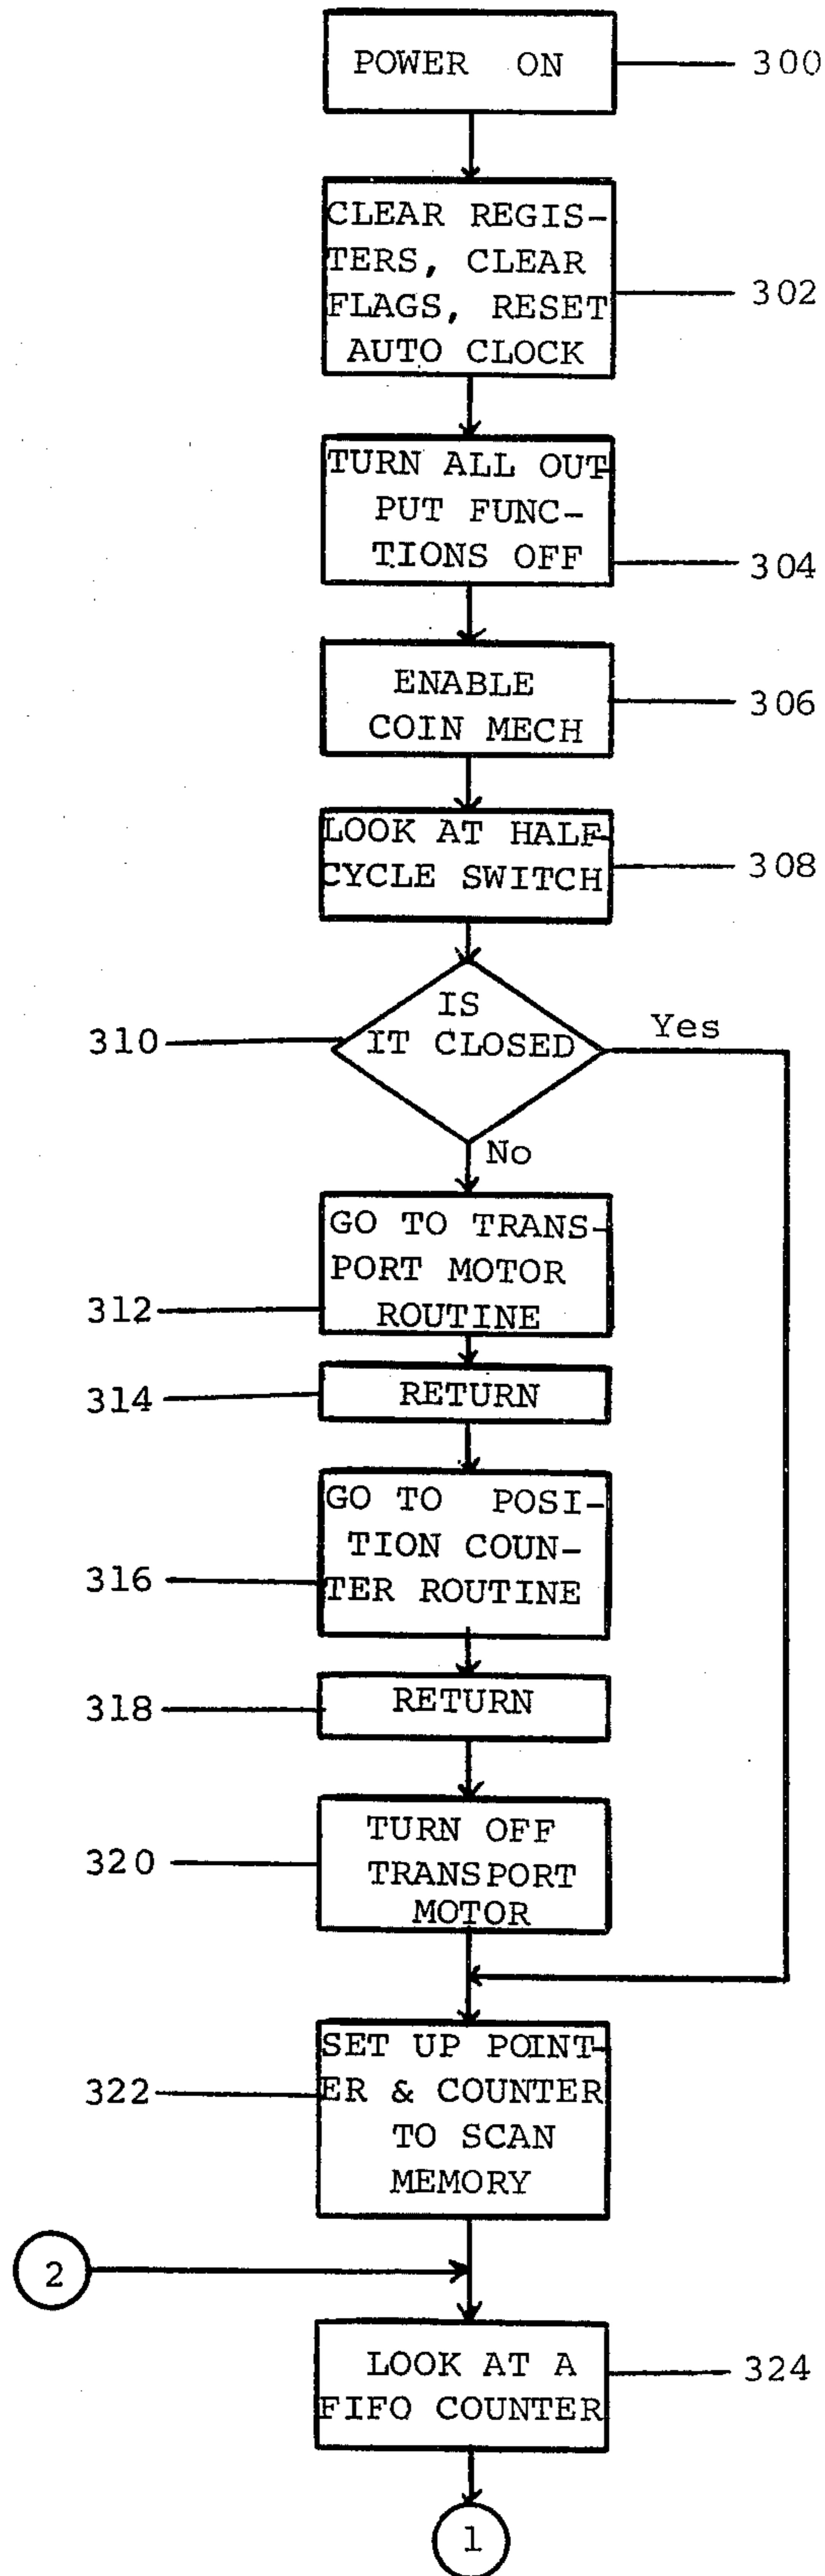 POWER ON
300
CLEAR REGIS-
TERS, CLEAR
FLAGS, RESET
AUTO CLOCK
302
TURN ALL OUT-
PUT FUNC-
TIONS OFF
304
ENABLE
COIN MECH
306
LOOK AT HALF-
CYCLE SWITCH
308
IS
IT CLOSED
310
Yes
No
GO TO TRANS-
PORT MOTOR
ROUTINE
312
RETURN
314
GO TO POSI-
TION COUN-
TER ROUTINE
316
RETURN
318
TURN OFF
TRANSPORT
MOTOR
320
SET UP POINT-
ER & COUNTER
TO SCAN
MEMORY
322
2
LOOK AT A
FIFO COUNTER
324
1